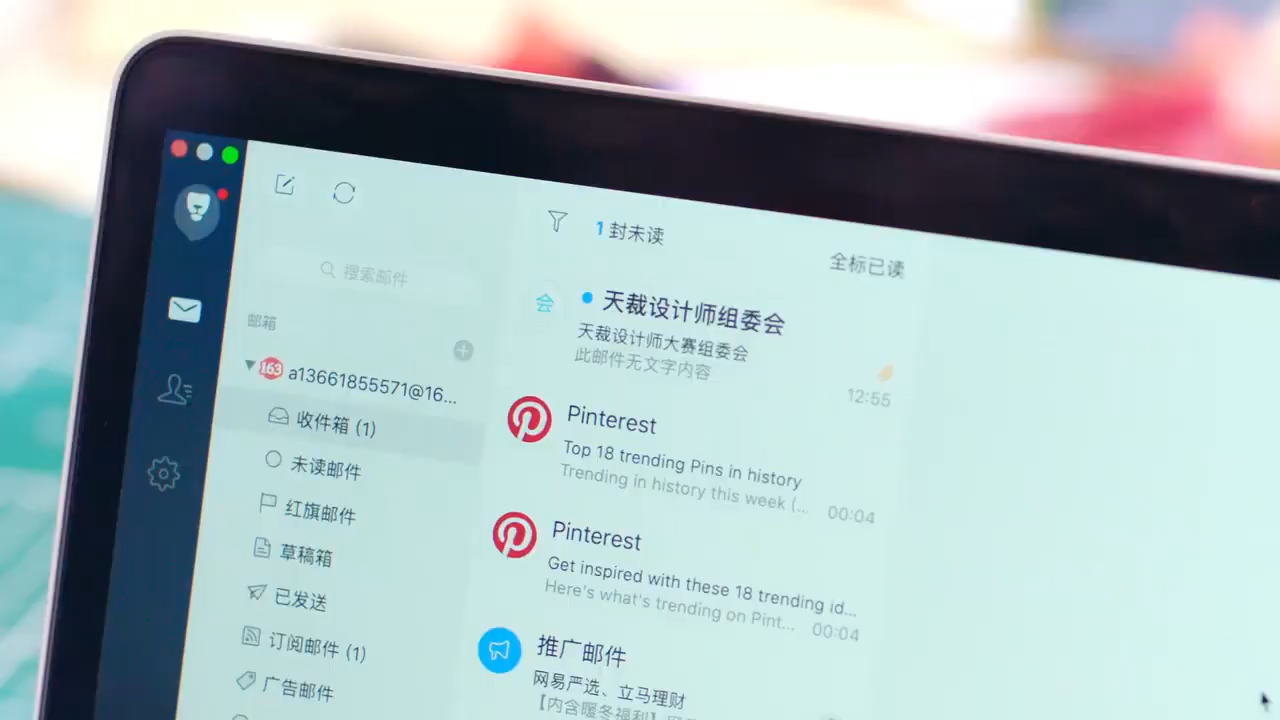 1 封未读
全标已读
搜索邮件
邮箱
163 a13661855571@16...
收件箱 (1)
未读邮件
红旗邮件
草稿箱
已发送
订阅邮件 (1)
广告邮件
会
天裁设计师组委会
天裁设计师大赛组委会
此邮件无文字内容
12:55
Pinterest
Top 18 trending Pins in history
Trending in history this week (...
00:04
Pinterest
Get inspired with these 18 trending id...
Here's what's trending on Pint...
00:04
推广邮件
网易严选、立马理财
【内含暖冬福利】